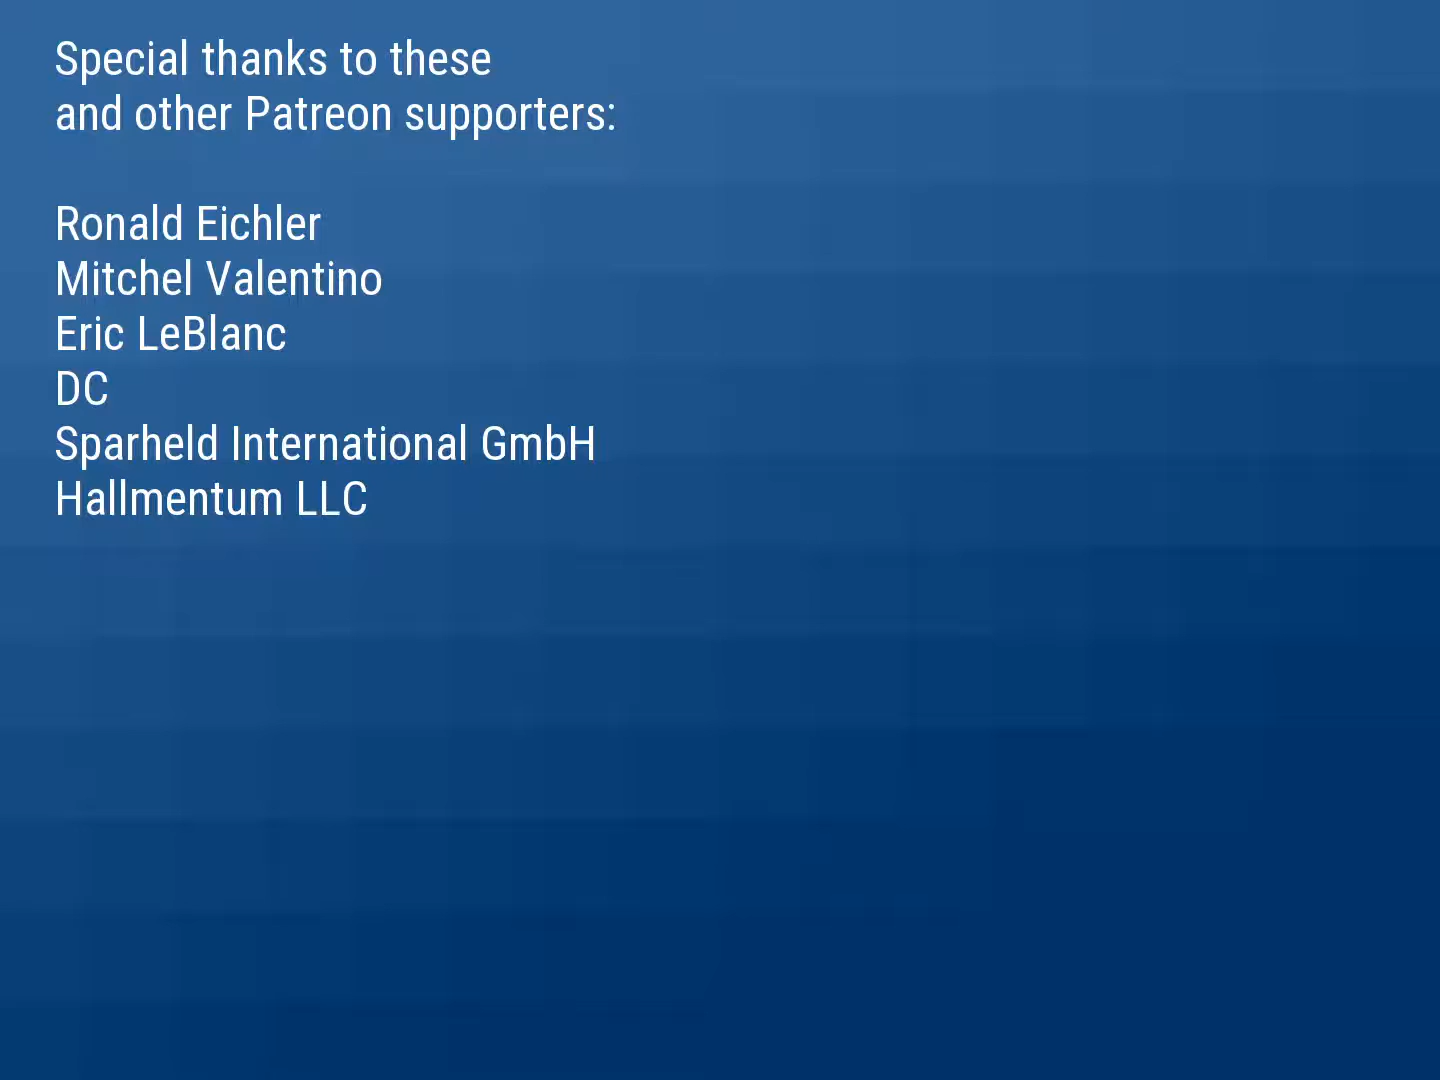 Special thanks to these
and other Patreon supporters:
Ronald Eichler
Mitchel Valentino
Eric LeBlanc
DC
Sparheld International GmbH
Hallmentum LLC